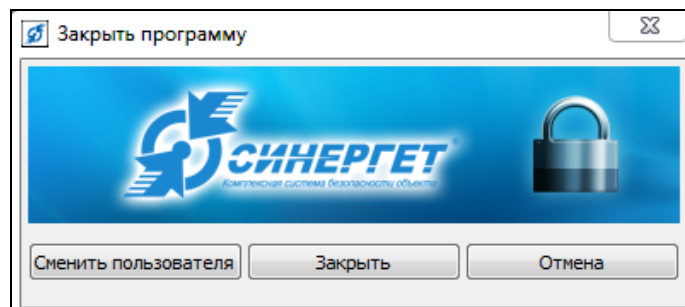 Закрыть программу
СИНЕРГЕТ®
Комплексная система безопасности объекта
Сменить пользователя
Закрыть
Отмена